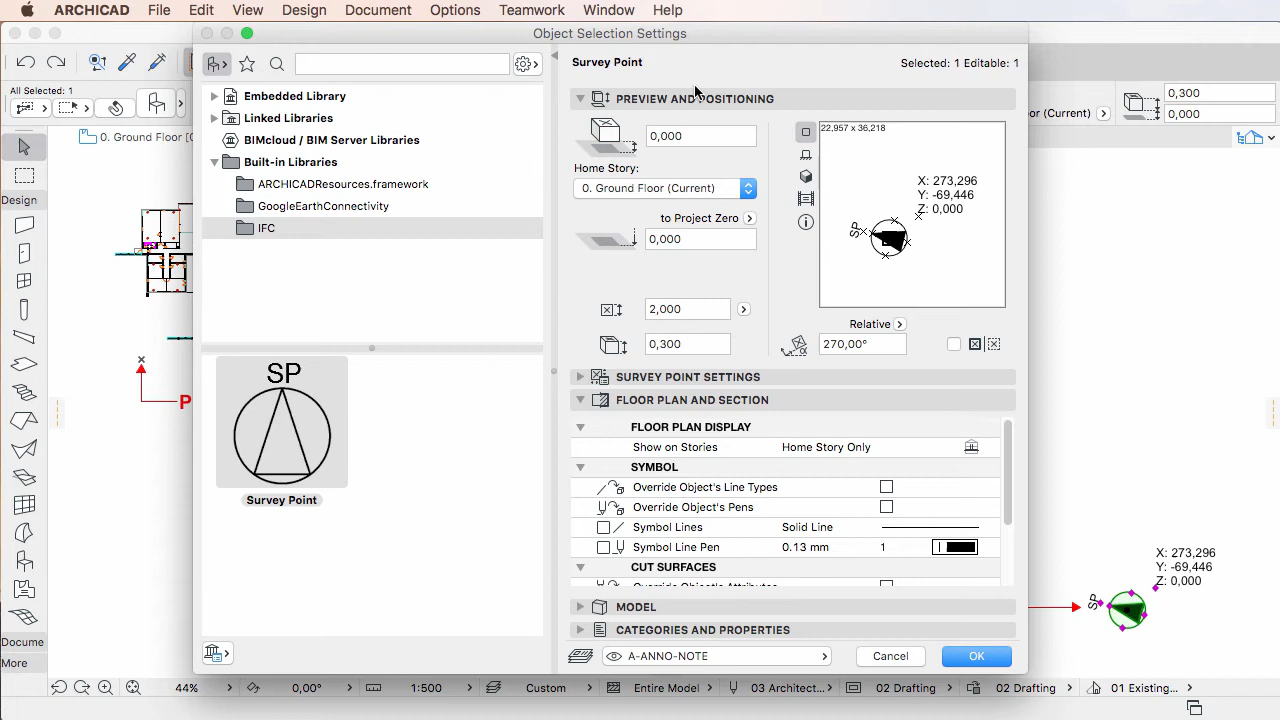 ARCHICAD File Edit View Design Document Options Teamwork Window Help
Object Selection Settings
All Selected: 1
Survey Point
Selected: 1 Editable: 1
Embedded Library
Linked Libraries
BIMcloud / BIM Server Libraries
Built-in Libraries
ARCHICADResources.framework
GoogleEarthConnectivity
IFC
SP
Survey Point
PREVIEW AND POSITIONING
0,000
Home Story:
0. Ground Floor (Current)
to Project Zero
0,000
2,000
0,300
22,957 x 36,218
X: 273,296
Y: -69,446
Z: 0,000
SP
Relative
270,00°
SURVEY POINT SETTINGS
FLOOR PLAN AND SECTION
FLOOR PLAN DISPLAY
Show on Stories Home Story Only
SYMBOL
Override Object's Line Types
Override Object's Pens
Symbol Lines Solid Line
Symbol Line Pen 0.13 mm 1
CUT SURFACES
Override Object's Attributes
MODEL
CATEGORIES AND PROPERTIES
A-ANNO-NOTE
Cancel
OK
0. Ground Floor [0
Design
P
Docume
More
or (Current)
0,300
0,000
X: 273,296
Y: -69,446
Z: 0,000
SP
44% 0,00° 1:500 Custom Entire Model 03 Architect... 02 Drafting 02 Drafting 01 Existing...